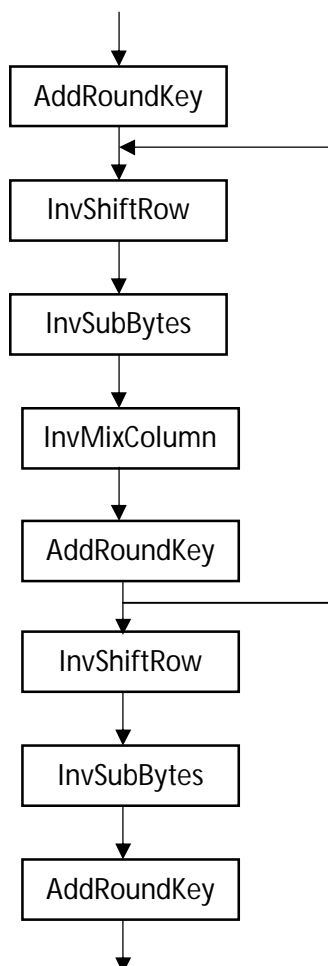 AddRoundKey
InvShiftRow
InvSubBytes
InvMixColumn
AddRoundKey
InvShiftRow
InvSubBytes
AddRoundKey